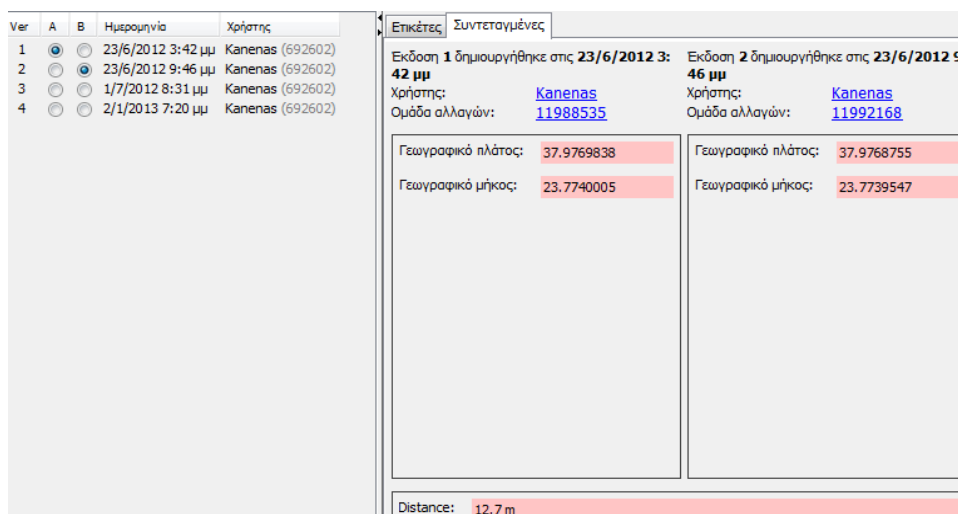 Ver A B Ημερομηνία Χρήστης
1 23/6/2012 3:42 μμ Kanenas (692602)
2 23/6/2012 9:46 μμ Kanenas (692602)
3 1/7/2012 8:31 μμ Kanenas (692602)
4 2/1/2013 7:20 μμ Kanenas (692602)
Ετικέτες Συντεταγμένες
Έκδοση 1 δημιουργήθηκε στις 23/6/2012 3:
42 μμ
Χρήστης: Kanenas
Ομάδα αλλαγών: 11988535
Γεωγραφικό πλάτος: 37.9769838
Γεωγραφικό μήκος: 23.7740005
Έκδοση 2 δημιουργήθηκε στις 23/6/2012 9
46 μμ
Χρήστης: Kanenas
Ομάδα αλλαγών: 11992168
Γεωγραφικό πλάτος: 37.9768755
Γεωγραφικό μήκος: 23.7739547
Distance: 12.7 m